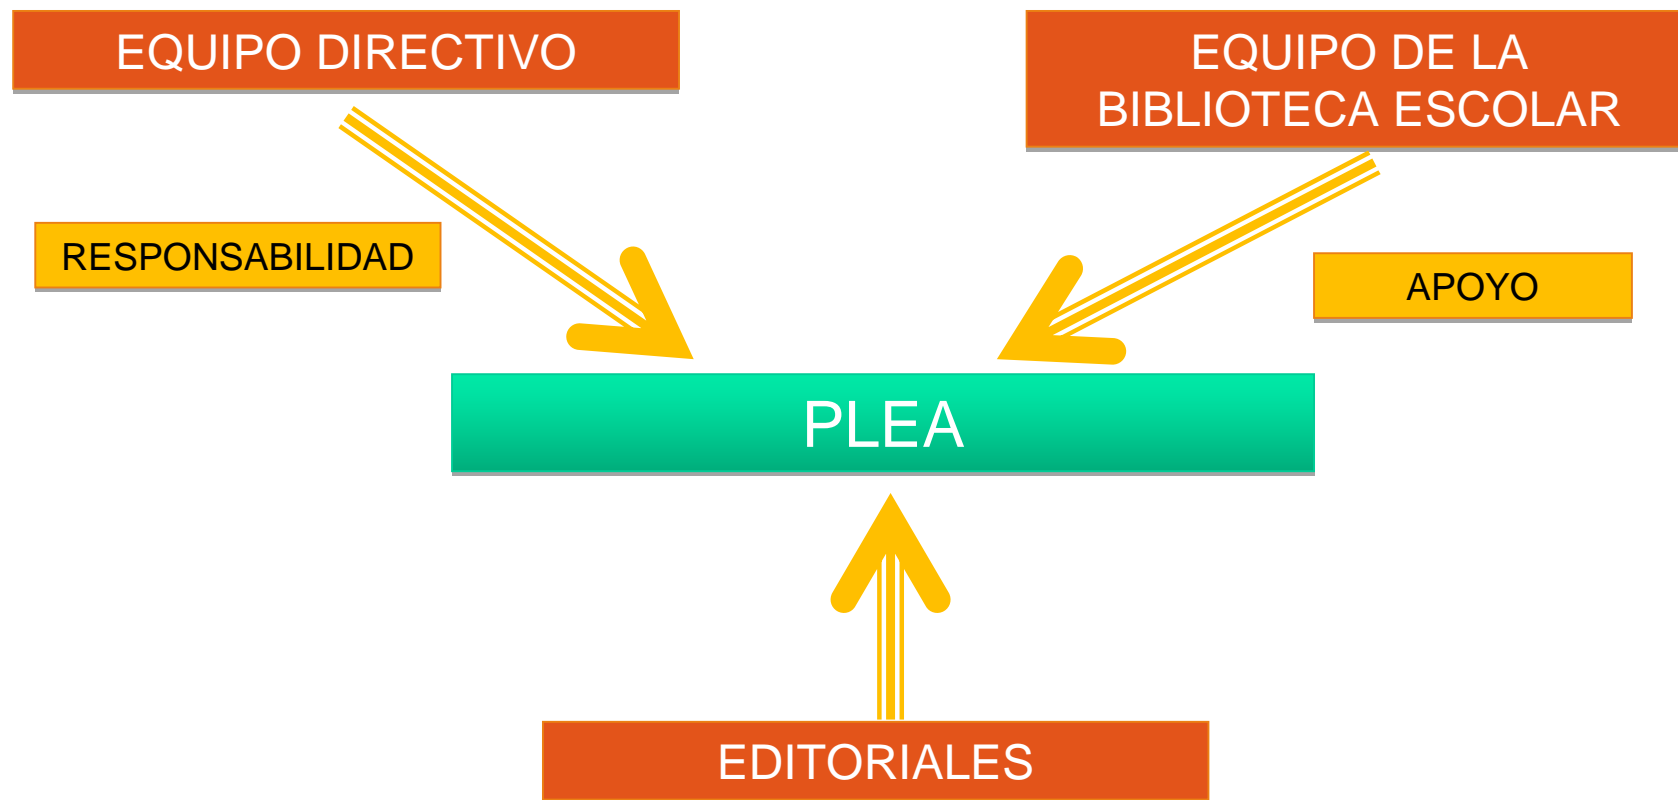 EQUIPO DIRECTIVO
EQUIPO DE LA
BIBLIOTECA ESCOLAR
RESPONSABILIDAD
APOYO
PLEA
EDITORIALES